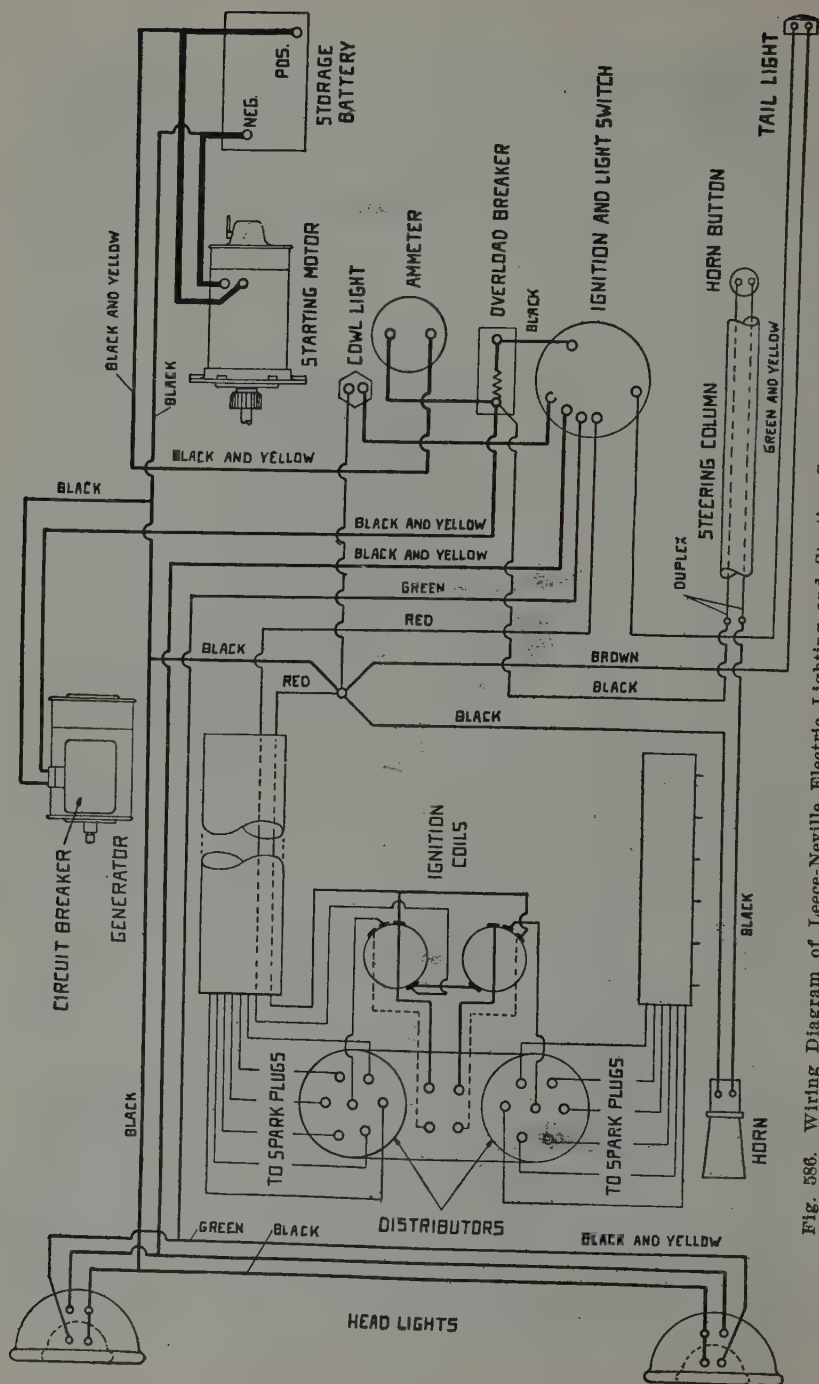 STORAGE
BATTERY
POS.
NEG.
BLACK AND YELLOW
BLACK
STARTING MOTOR
BLACK
CIRCUIT BREAKER
GENERATOR
COWL LIGHT
AMMETER
BLACK AND YELLOW
OVERLOAD BREAKER
BLACK
BLACK AND YELLOW
BLACK AND YELLOW
GREEN
RED
IGNITION AND LIGHT SWITCH
TAIL LIGHT
HORN BUTTON
STEERING COLUMN
GREEN AND YELLOW
DUPLEX
BLACK
RED
BROWN
BLACK
BLACK
IGNITION
COILS
BLACK
BLACK
TO SPARK PLUGS
TO SPARK PLUGS
DISTRIBUTORS
HORN
GREEN
BLACK
BLACK AND YELLOW
HEAD LIGHTS
Fig. 586. Wiring Diagram of Leece-Neville Electric Lighting and Starting